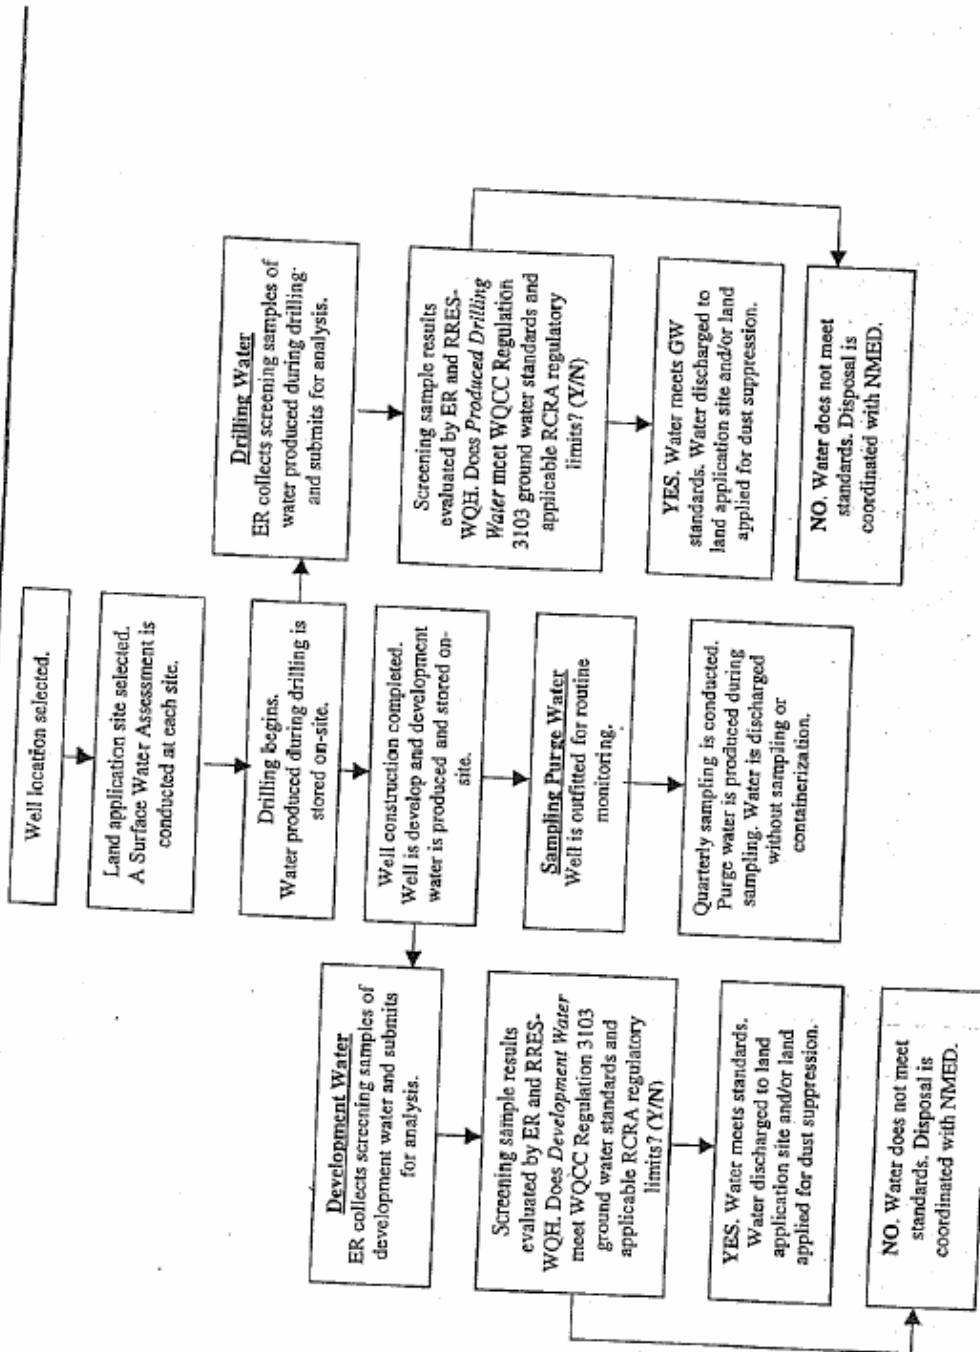 Well location selected.
Land application site selected.
A Surface Water Assessment is
conducted at each site.
Drilling begins.
Water produced during drilling is
stored on-site.
Well construction completed.
Well is develop and development
water is produced and stored on-
site.
Sampling Purge Water
Well is outfitted for routine
monitoring.
Quarterly sampling is conducted.
Purge water is produced during
sampling. Water is discharged
without sampling or
containerization.
Drilling Water
ER collects screening samples of
water produced during drilling
and submits for analysis.
Screening sample results
evaluated by ER and RRES-
WQH. Does Produced Drilling
Water meet WQCC Regulation
3103 ground water standards and
applicable RCRA regulatory
limits? (Y/N)
YES. Water meets GW
standards. Water discharged to
land application site and/or land
applied for dust suppression.
NO. Water does not meet
standards. Disposal is
coordinated with NMED.
Development Water
ER collects screening samples of
development water and submits
for analysis.
Screening sample results
evaluated by ER and RRES-
WQH. Does Development Water
meet WQCC Regulation 3103
ground water standards and
applicable RCRA regulatory
limits? (Y/N)
YES. Water meets standards.
Water discharged to land
application site and/or land
applied for dust suppression.
NO. Water does not meet
standards. Disposal is
coordinated with NMED.